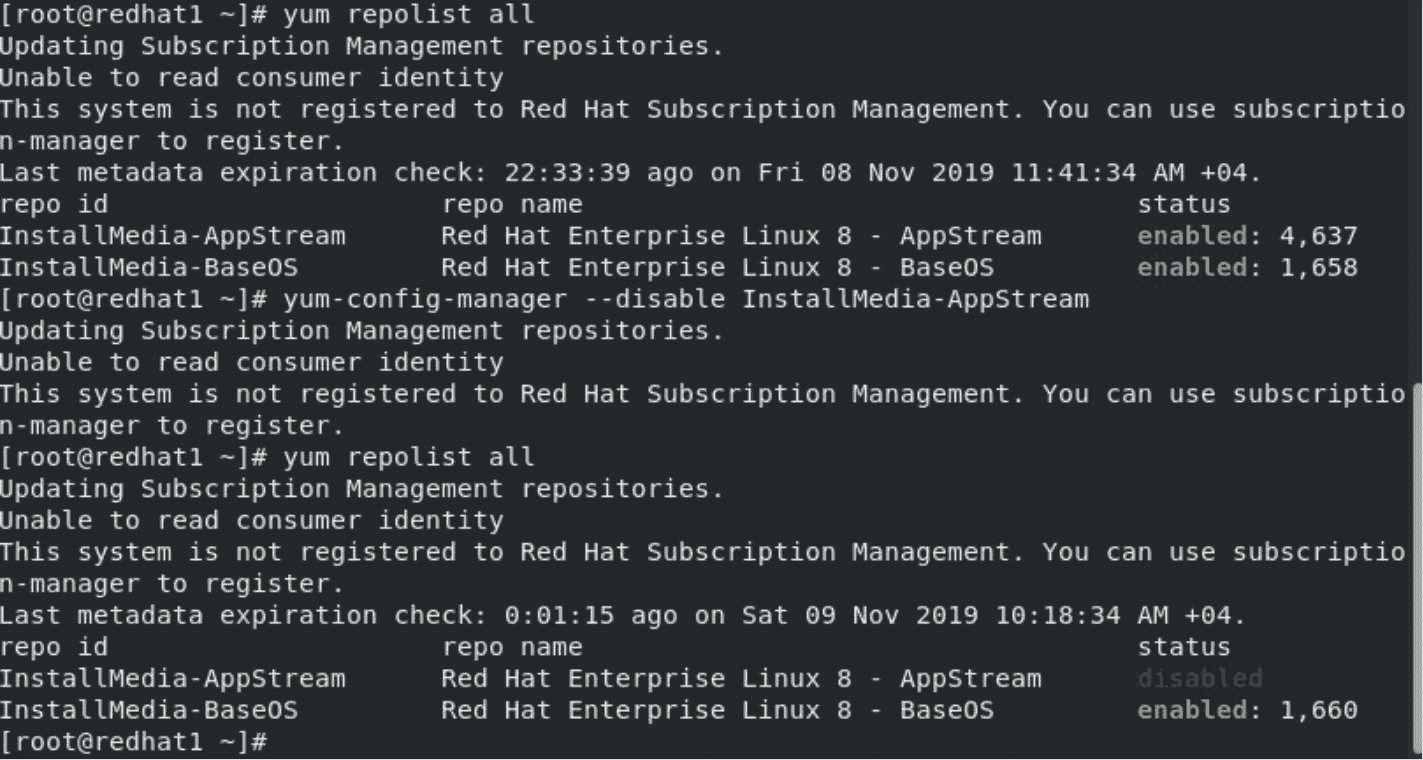 [root@redhat1 ~]# yum repolist all
Updating Subscription Management repositories.
Unable to read consumer identity
This system is not registered to Red Hat Subscription Management. You can use subscriptio
n-manager to register.
Last metadata expiration check: 22:33:39 ago on Fri 08 Nov 2019 11:41:34 AM +04.
repo id repo name status
InstallMedia-AppStream Red Hat Enterprise Linux 8 - AppStream enabled: 4,637
InstallMedia-BaseOS Red Hat Enterprise Linux 8 - BaseOS enabled: 1,658
[root@redhat1 ~]# yum-config-manager --disable InstallMedia-AppStream
Updating Subscription Management repositories.
Unable to read consumer identity
This system is not registered to Red Hat Subscription Management. You can use subscriptio
n-manager to register.
[root@redhat1 ~]# yum repolist all
Updating Subscription Management repositories.
Unable to read consumer identity
This system is not registered to Red Hat Subscription Management. You can use subscriptio
n-manager to register.
Last metadata expiration check: 0:01:15 ago on Sat 09 Nov 2019 10:18:34 AM +04.
repo id repo name status
InstallMedia-AppStream Red Hat Enterprise Linux 8 - AppStream disabled
InstallMedia-BaseOS Red Hat Enterprise Linux 8 - BaseOS enabled: 1,660
[root@redhat1 ~]#